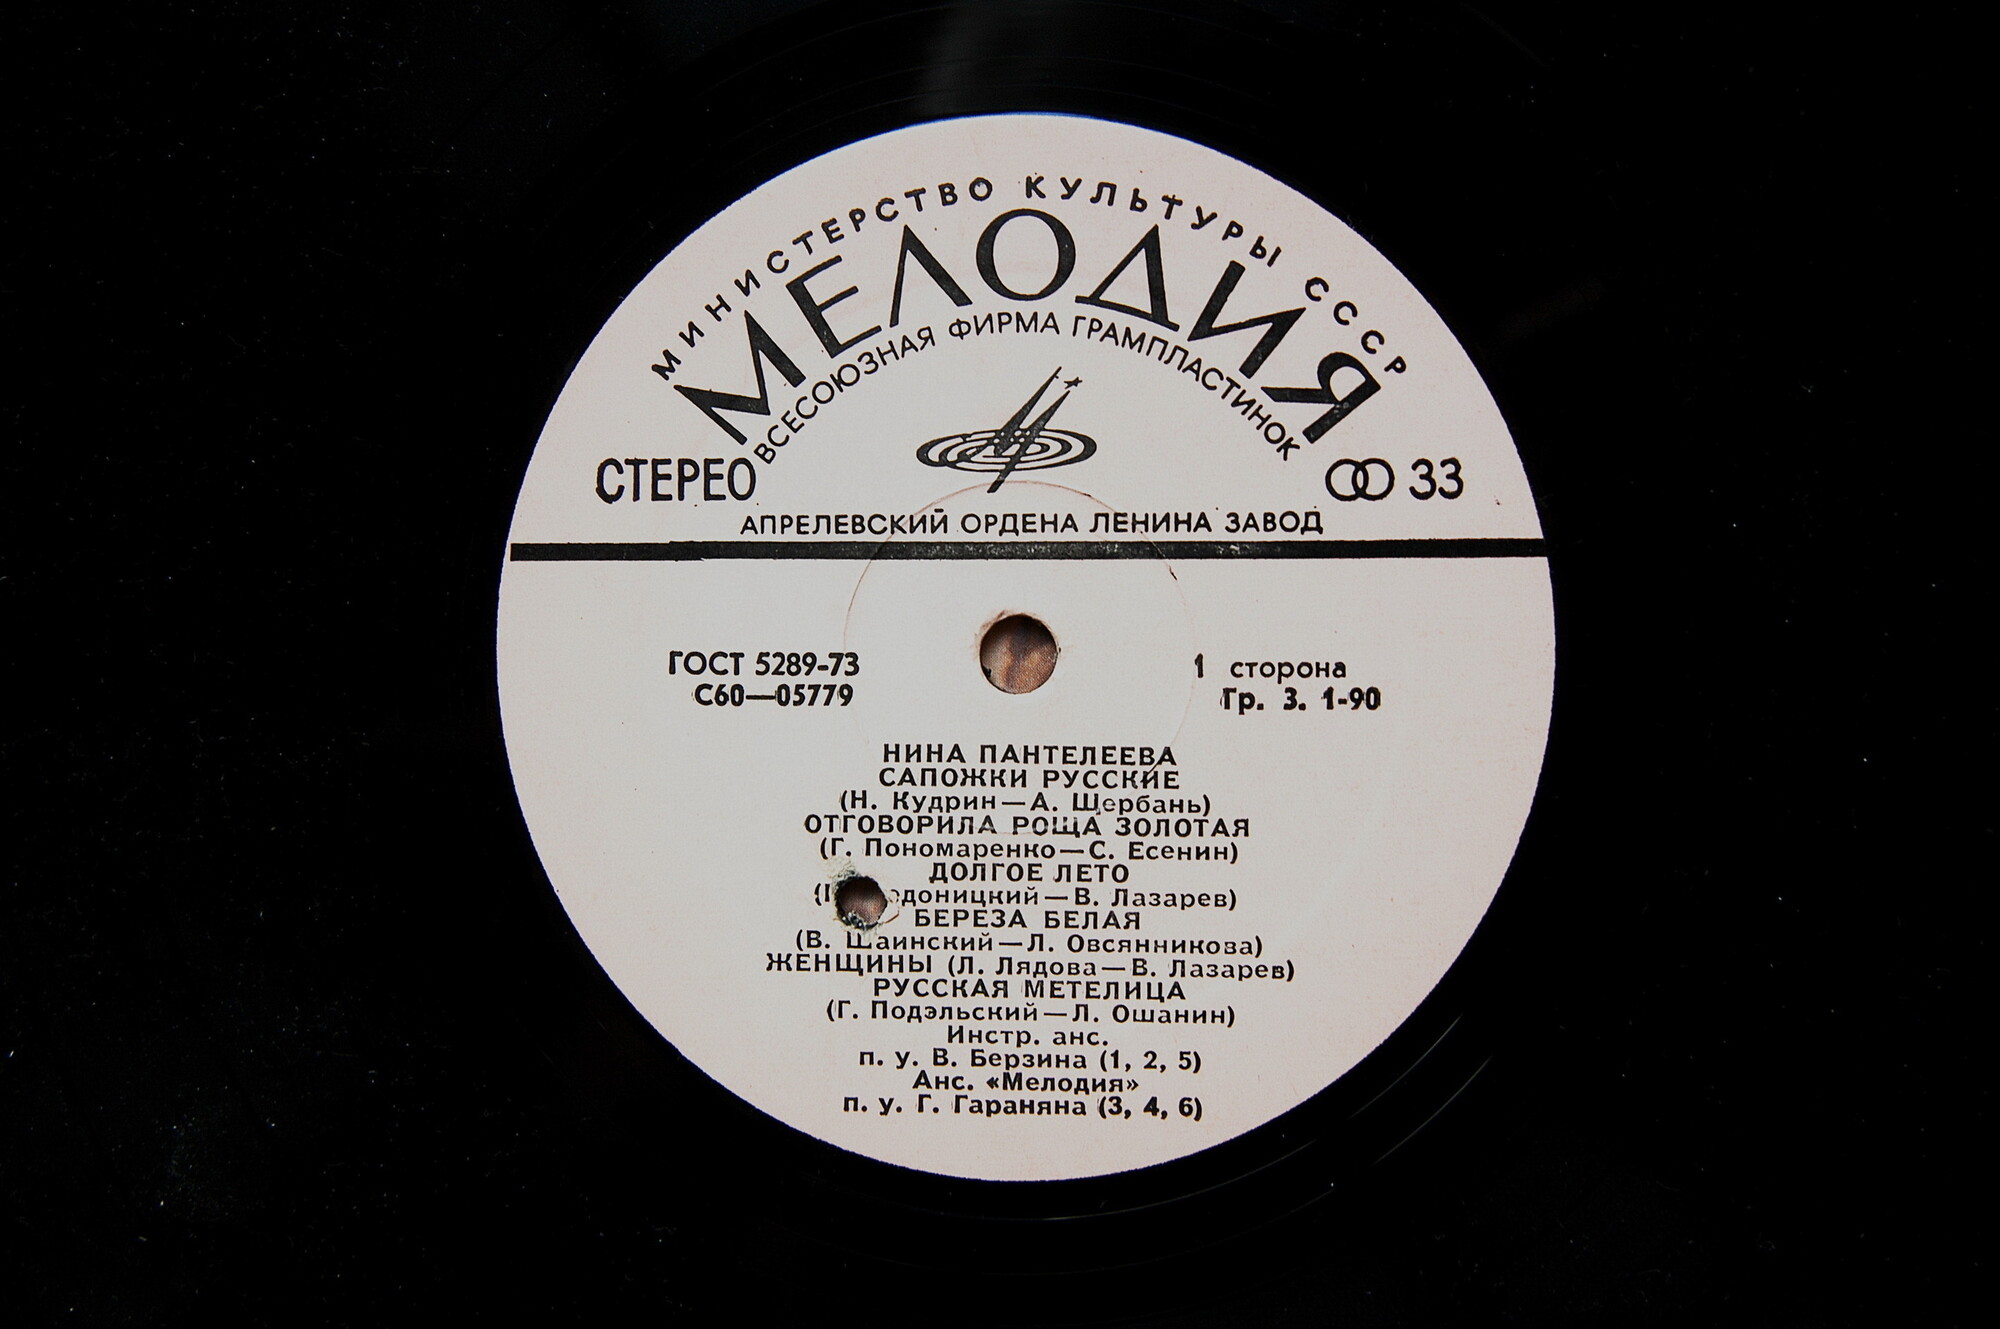 МИНИСТЕРСТВО КУЛЬТУРЫ СССР
МЕЛОДИЯ
ВСЕСОЮЗНАЯ ФИРМА ГРАМПЛАСТИНОК
СТЕРЕО
33
АПРЕЛЕВСКИЙ ОРДЕНА ЛЕНИНА ЗАВОД
ГОСТ 5289-73
С60—05779
1 сторона
Гр. 3. 1-90
НИНА ПАНТЕЛЕЕВА
САПОЖКИ РУССКИЕ
(Н. Кудрин—А. Щербань)
ОТГОВОРИЛА РОЩА ЗОЛОТАЯ
(Г. Пономаренко—С. Есенин)
ДОЛГОЕ ЛЕТО
—В. Лазарев)
БЕРЕЗА БЕЛАЯ
(В. Шаинский—Л. Овсянникова)
ЖЕНЩИНЫ (Л. Лядова—В. Лазарев)
РУССКАЯ МЕТЕЛИЦА
(Г. Подэльский—Л. Ошанин)
Инстр. анс.
п. у. В. Берзина (1, 2, 5)
Анс. «Мелодия»
п. у. Г. Гараняна (3, 4, 6)